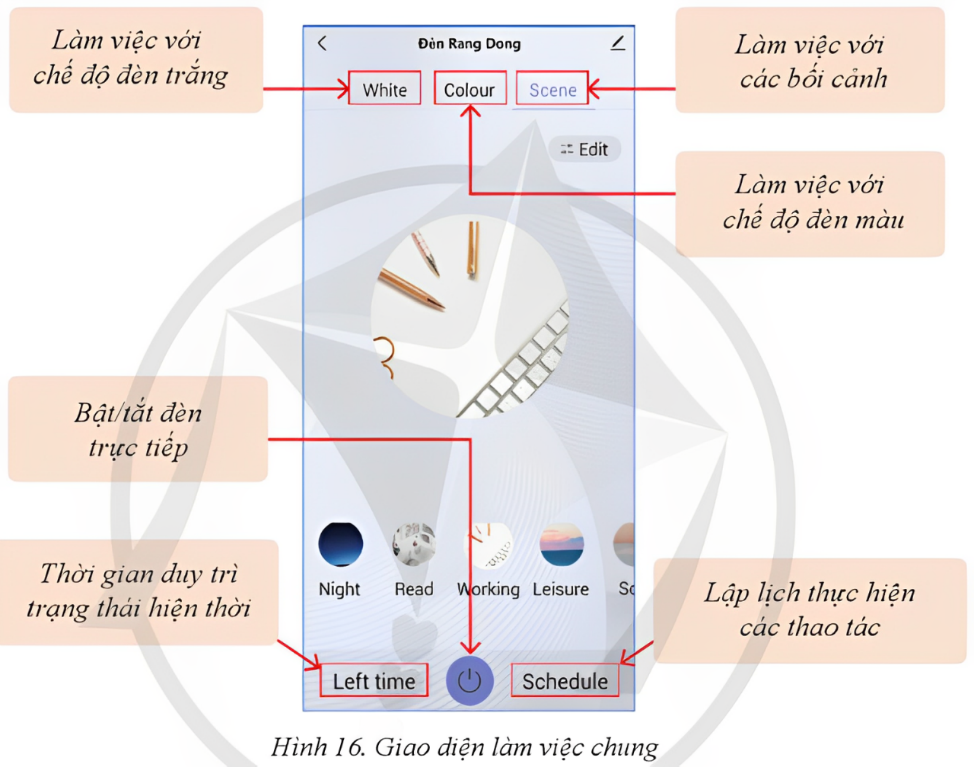 Làm việc với
chế độ đèn trắng
Đèn Rang Dong
Làm việc với
các bối cảnh
White
Colour
Scene
Edit
Làm việc với
chế độ đèn màu
Bật/tắt đèn
trực tiếp
Night
Read
Working
Leisure
Sc
Thời gian duy trì
trạng thái hiện thời
Lập lịch thực hiện
các thao tác
Left time
Schedule
Hình 16. Giao diện làm việc chung